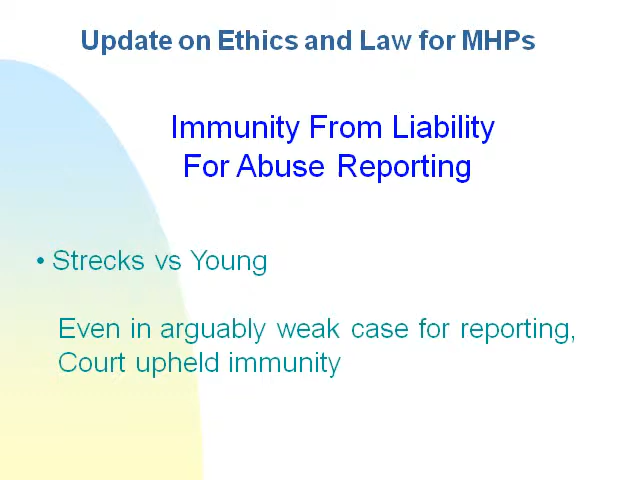 Update on Ethics and Law for MHPs
Immunity From Liability
For Abuse Reporting
• Strecks vs Young
Even in arguably weak case for reporting,
Court upheld immunity